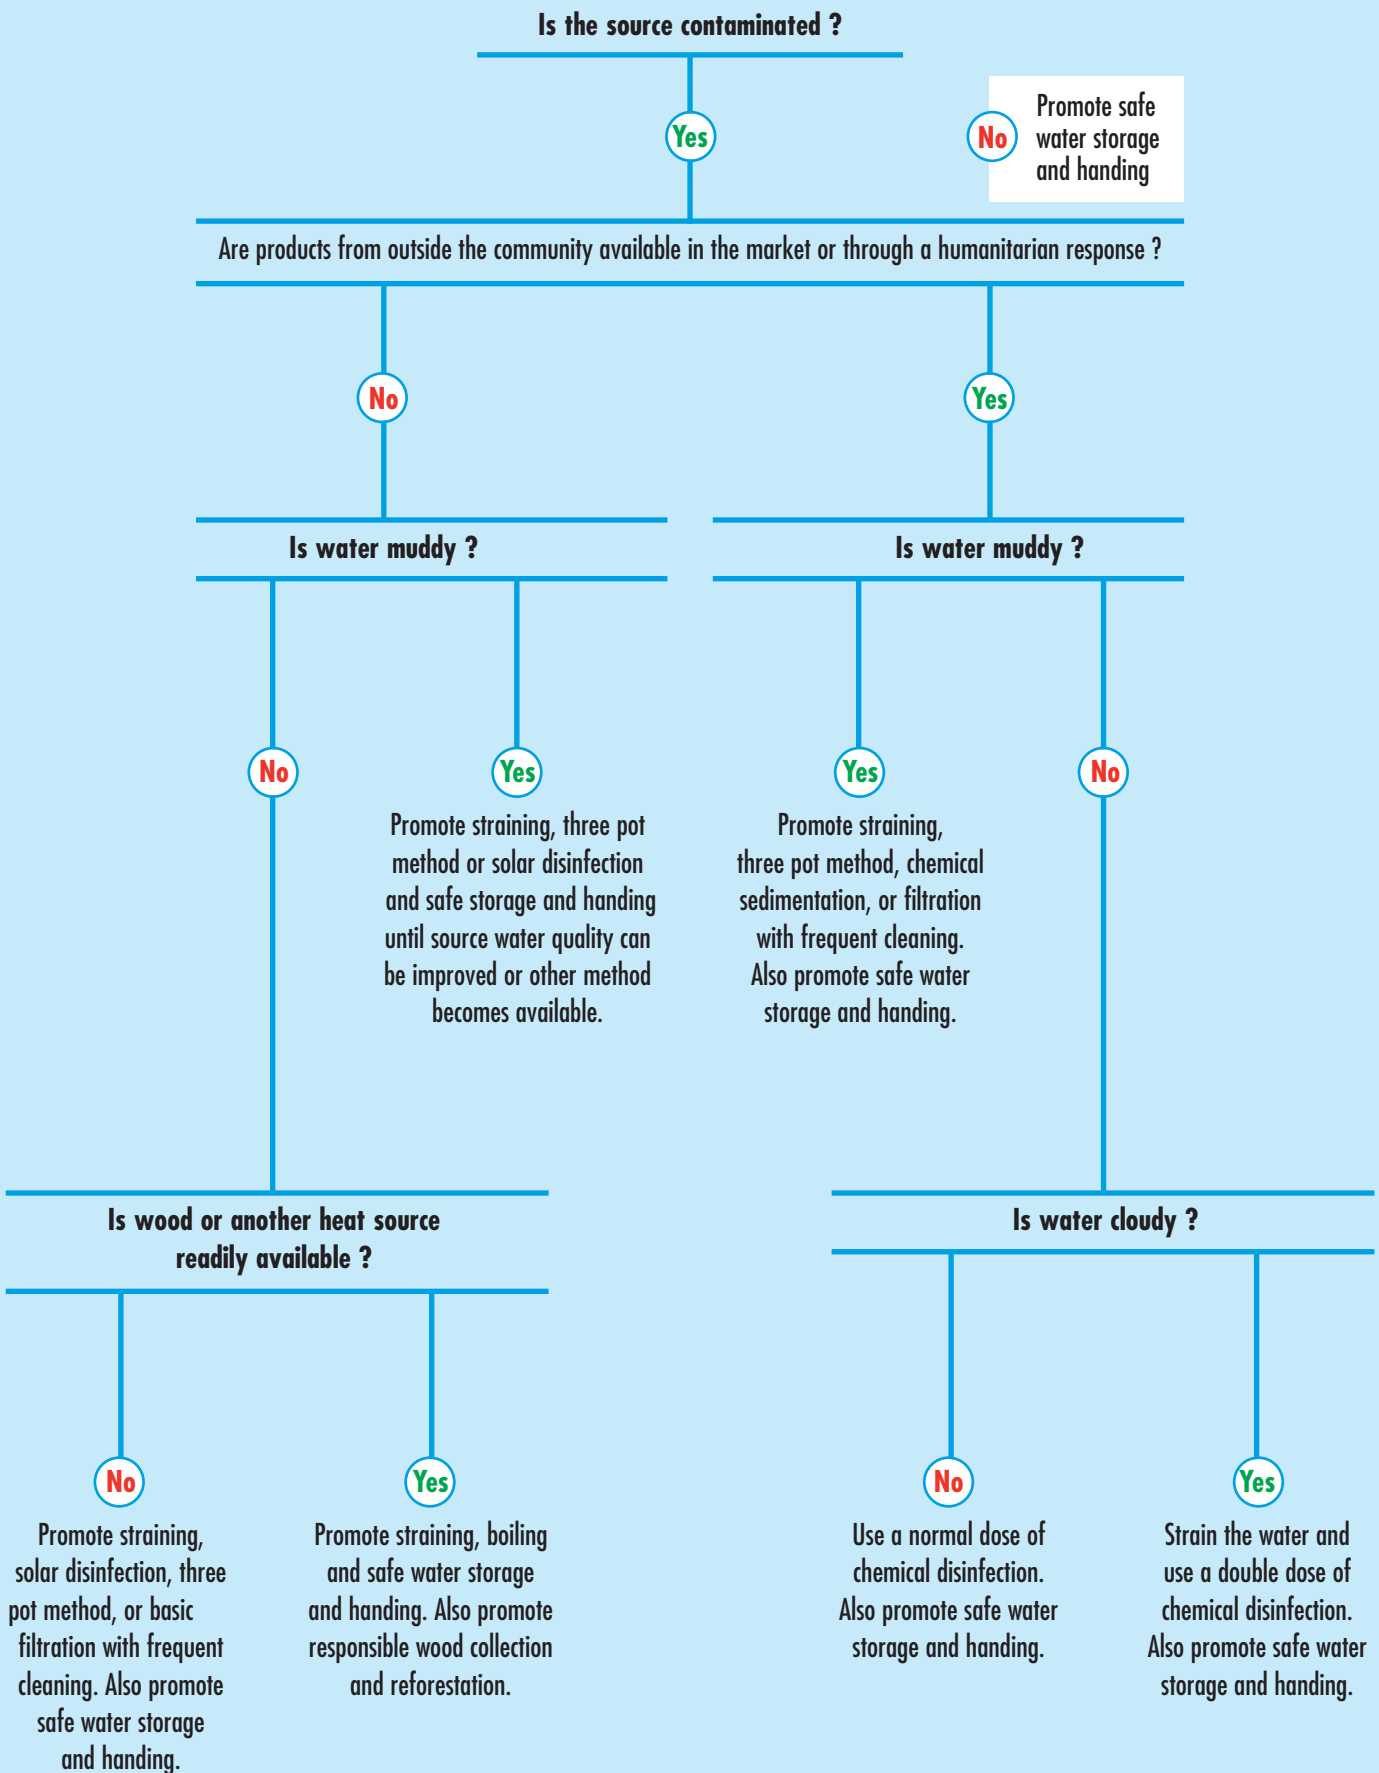 Is the source contaminated ?
Yes
No
Promote safe
water storage
and handing
Are products from outside the community available in the market or through a humanitarian response ?
No
Yes
Is water muddy ?
Is water muddy ?
No
Yes
Promote straining, three pot
method or solar disinfection
and safe storage and handing
until source water quality can
be improved or other method
becomes available.
Yes
Promote straining,
three pot method, chemical
sedimentation, or filtration
with frequent cleaning.
Also promote safe water
storage and handing.
No
Is wood or another heat source
readily available ?
Is water cloudy ?
No
Promote straining,
solar disinfection, three
pot method, or basic
filtration with frequent
cleaning. Also promote
safe water storage
and handing.
Yes
Promote straining, boiling
and safe water storage
and handing. Also promote
responsible wood collection
and reforestation.
No
Use a normal dose of
chemical disinfection.
Also promote safe water
storage and handing.
Yes
Strain the water and
use a double dose of
chemical disinfection.
Also promote safe water
storage and handing.